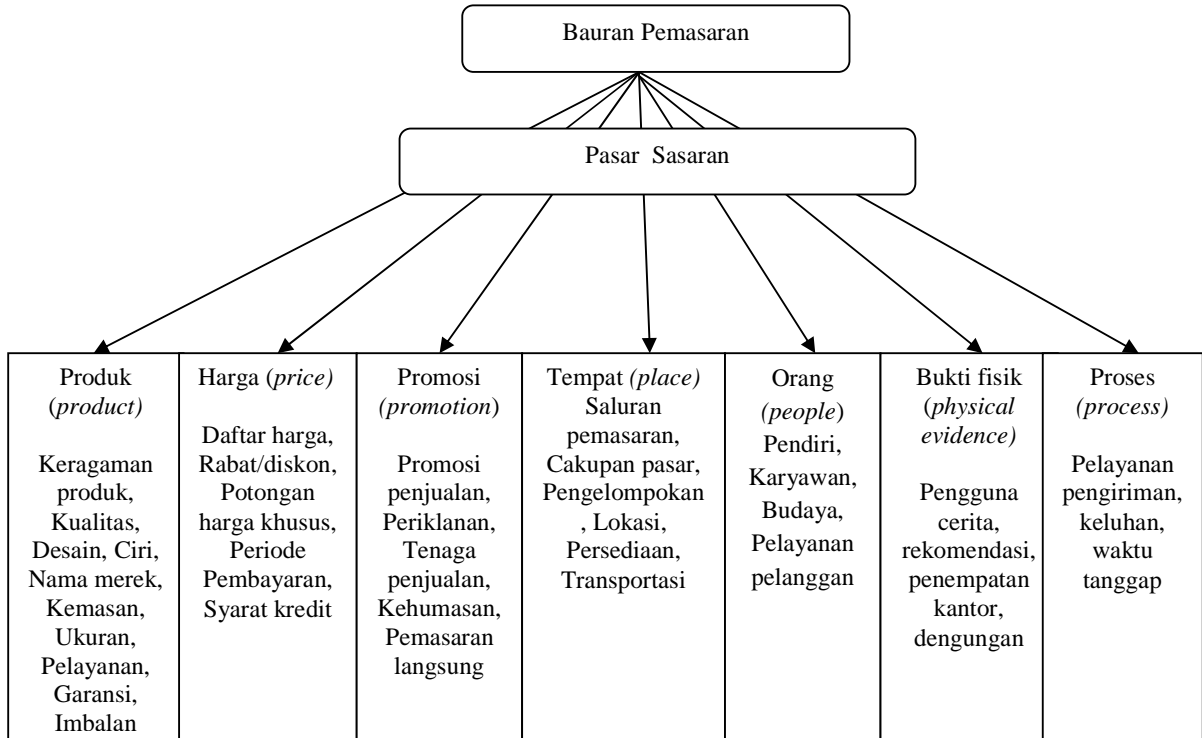 Bauran Pemasaran
Pasar Sasaran
Produk
(product)
Keragaman
produk,
Kualitas,
Desain, Ciri,
Nama merek,
Kemasan,
Ukuran,
Pelayanan,
Garansi,
Imbalan
Harga (price)
Daftar harga,
Rabat/diskon,
Potongan
harga khusus,
Periode
Pembayaran,
Syarat kredit
Promosi
(promotion)
Promosi
penjualan,
Periklanan,
Tenaga
penjualan,
Kehumasan,
Pemasaran
langsung
Tempat (place)
Saluran
pemasaran,
Cakupan pasar,
Pengelompokan
, Lokasi,
Persediaan,
Transportasi
Orang
(people)
Pendiri,
Karyawan,
Budaya,
Pelayanan
pelanggan
Bukti fisik
(physical
evidence)
Pengguna
cerita,
rekomendasi,
penempatan
kantor,
dengungan
Proses
(process)
Pelayanan
pengiriman,
keluhan,
waktu
tanggap